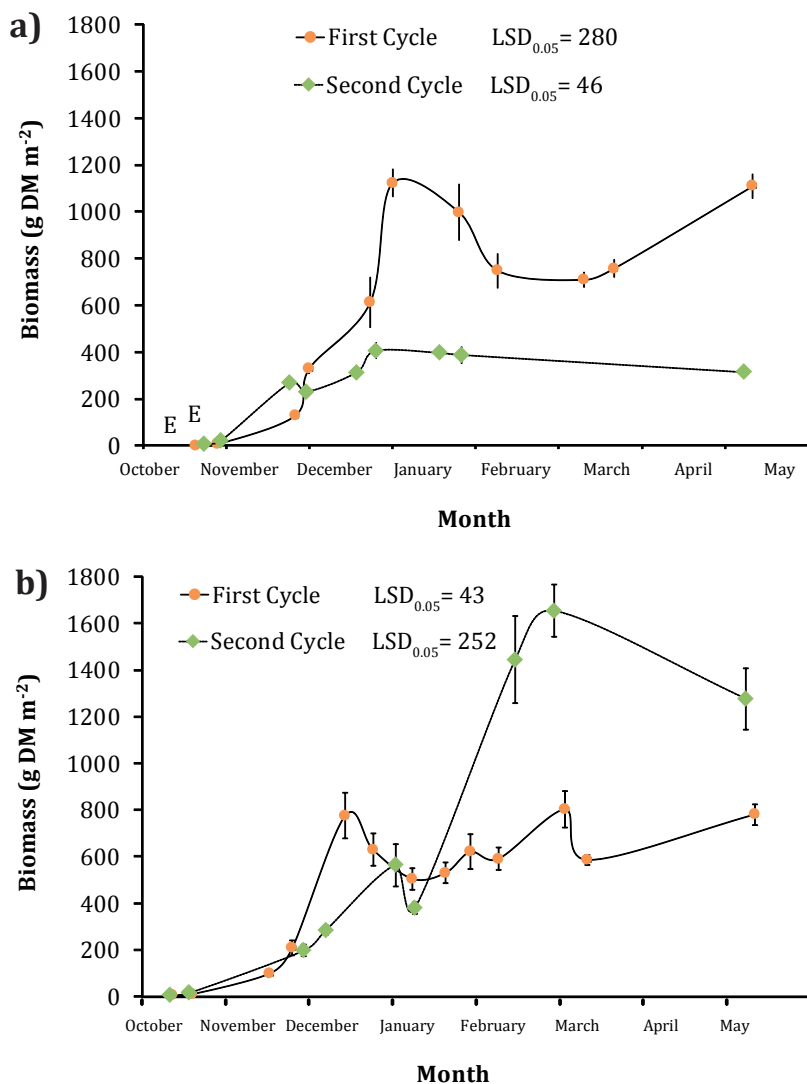 a)
First Cycle LSD0.05= 280
Second Cycle LSD0.05= 46
Biomass (g DM m-2)
1800
1600
1400
1200
1000
800
600
400
200
0
E E
October November December January February March April May
Month
b)
First Cycle LSD0.05= 43
Second Cycle LSD0.05= 252
Biomass (g DM m-2)
1800
1600
1400
1200
1000
800
600
400
200
0
October November December January February March April May
Month